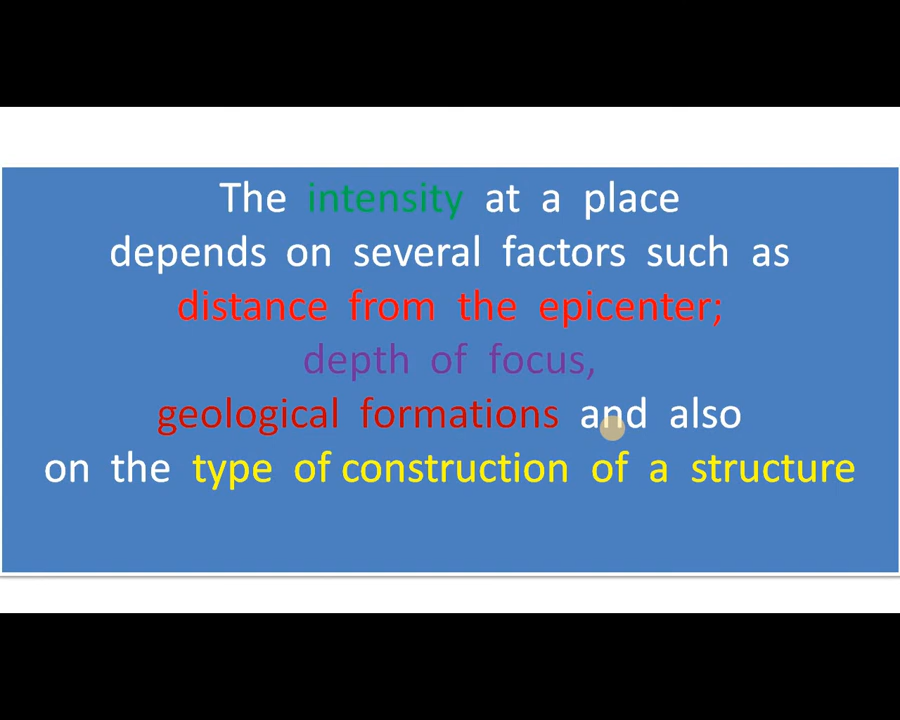 The intensity at a place
depends on several factors such as
distance from the epicenter;
depth of focus,
geological formations and also
on the type of construction of a structure